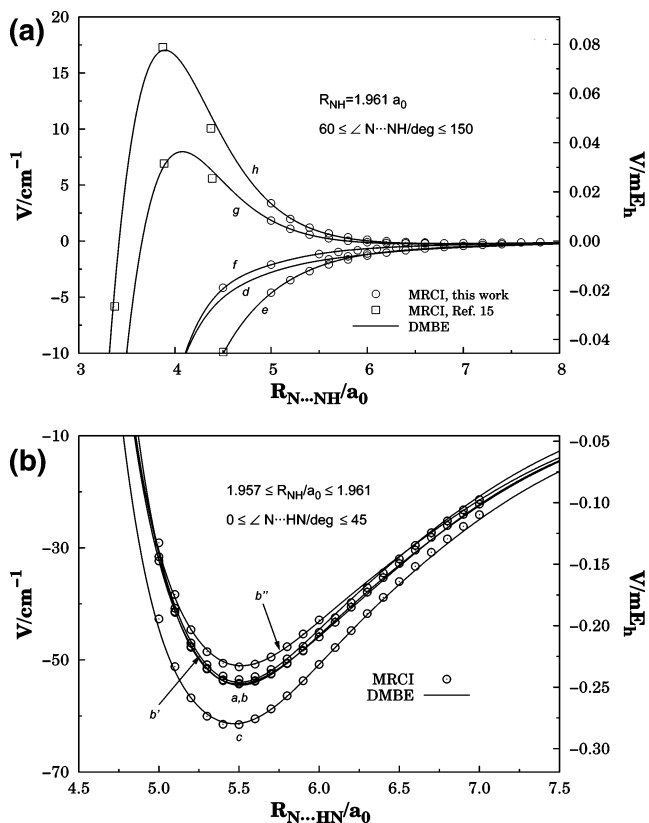 (a)
20
15
10
5
0
−5
−10
V/cm⁻¹
0.08
0.06
0.04
0.02
0.00
−0.02
−0.04
V/mEₕ
R_NH=1.961 a₀
60 ≤ ∠ N···NH/deg ≤ 150
h
g
f
d
e
MRCI, this work
MRCI, Ref. 15
DMBE
3 4 5 6 7 8
R_N···NH/a₀
(b)
−10
−30
−50
−70
V/cm⁻¹
−0.05
−0.10
−0.15
−0.20
−0.25
−0.30
V/mEₕ
1.957 ≤ R_NH/a₀ ≤ 1.961
0 ≤ ∠ N···HN/deg ≤ 45
b''
b'
a,b
c
MRCI
DMBE
4.5 5.0 5.5 6.0 6.5 7.0 7.5
R_N···HN/a₀